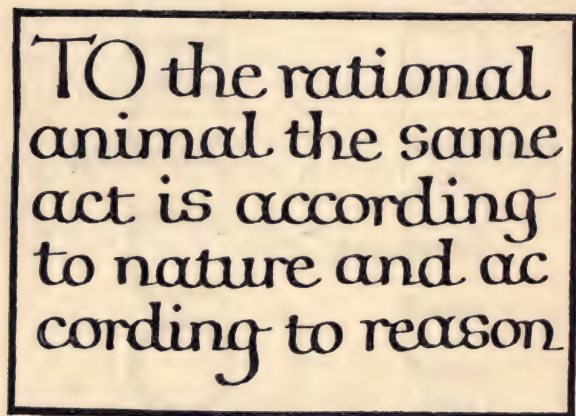 TO the rational
animal the same
act is according
to nature and ac
cording to reason